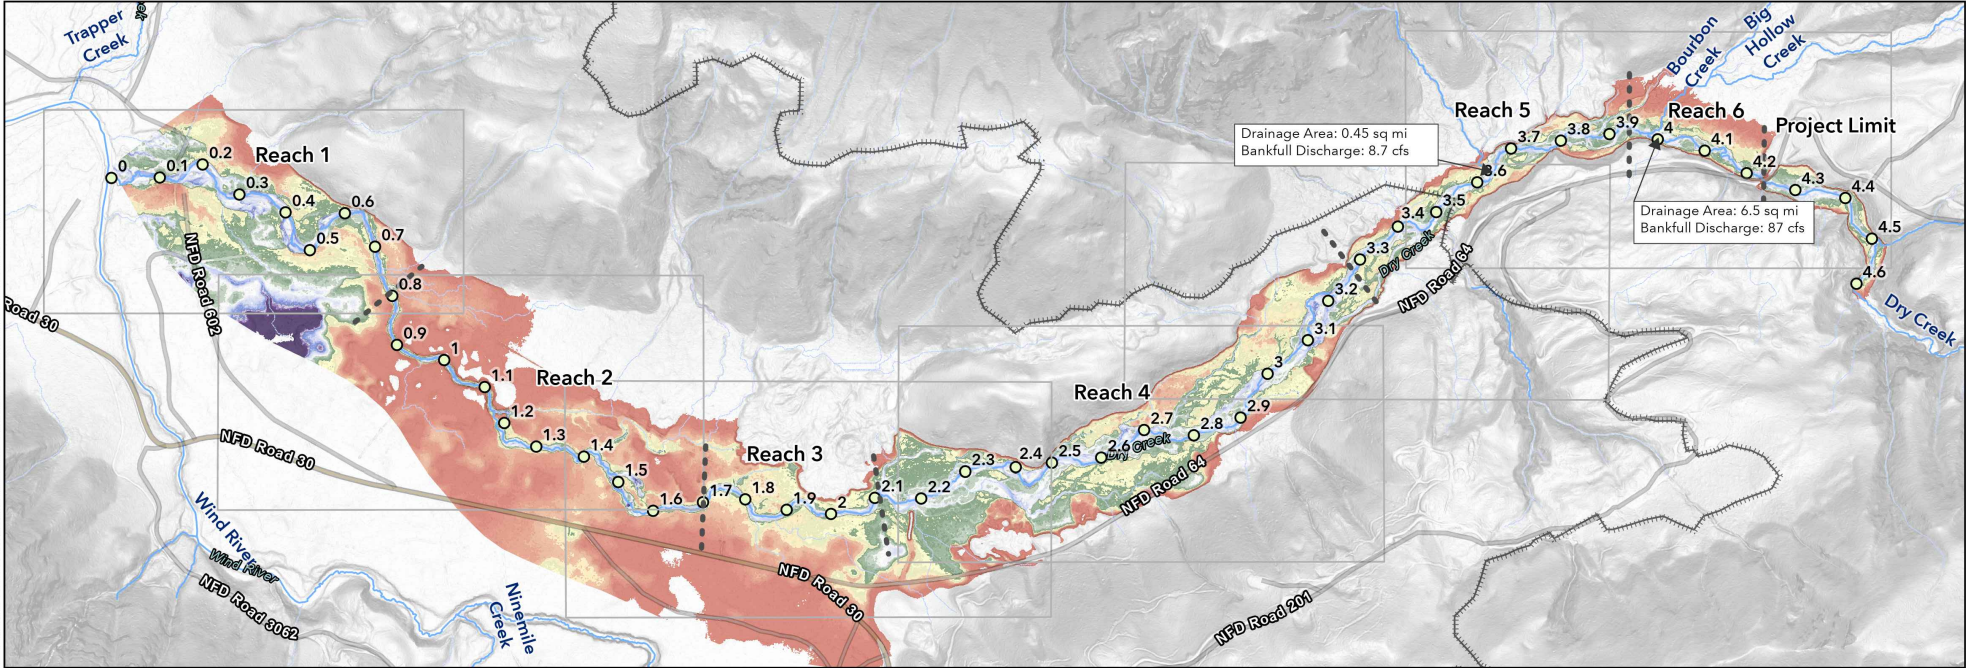 Trapper
Creek
ek
Bourbon
Creek
Big
Hollow
Creek
Reach 1
Reach 2
Reach 3
Reach 4
Reach 5
Reach 6
Project Limit
Drainage Area: 0.45 sq mi
Bankfull Discharge: 8.7 cfs
Drainage Area: 6.5 sq mi
Bankfull Discharge: 87 cfs
0
0.1
0.2
0.3
0.4
0.5
0.6
0.7
0.8
0.9
1
1.1
1.2
1.3
1.4
1.5
1.6
1.7
1.8
1.9
2
2.1
2.2
2.3
2.4
2.5
2.6
2.7
2.8
2.9
3
3.1
3.2
3.3
3.4
3.5
3.6
3.7
3.8
3.9
4
4.1
4.2
4.3
4.4
4.5
4.6
Dry Creek
Dry Creek
Dry Creek
NFD Road 602
Road 30
NFD Road 30
NFD Road 30
NFD Road 64
NFD Road 64
NFD Road 201
NFD Road 3062
Wind River
Wind River
Ninemile
Creek